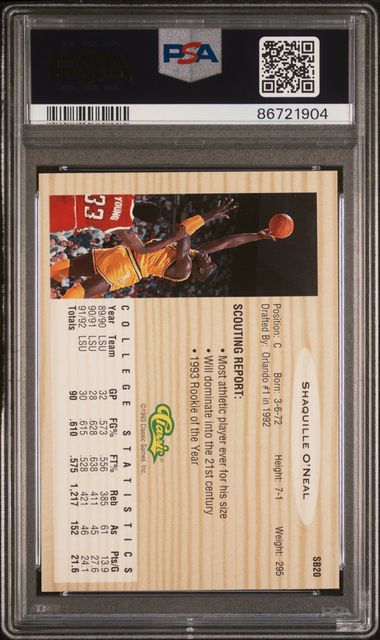 PSA
86721904
SB20
SHAQUILLE O'NEAL
Position: C Born: 3-6-72 Height: 7-1 Weight: 295
Drafted By: Orlando #1 in 1992
SCOUTING REPORT:
• Most athletic player ever for his size
• Will dominate into the 21st century
• 1993 Rookie of the Year
YOUNG
33
Classic
©1993 Classic Games, Inc.
COLLEGE STATISTICS
Year Team GP FG% FT% Reb As Pts/G
89/90 LSU 32 .573 .556 385 61 13.9
90/91 LSU 28 .628 .638 411 45 27.6
91/92 LSU 30 .615 .528 421 46 24.1
Totals 90 .610 .575 1,217 152 21.6